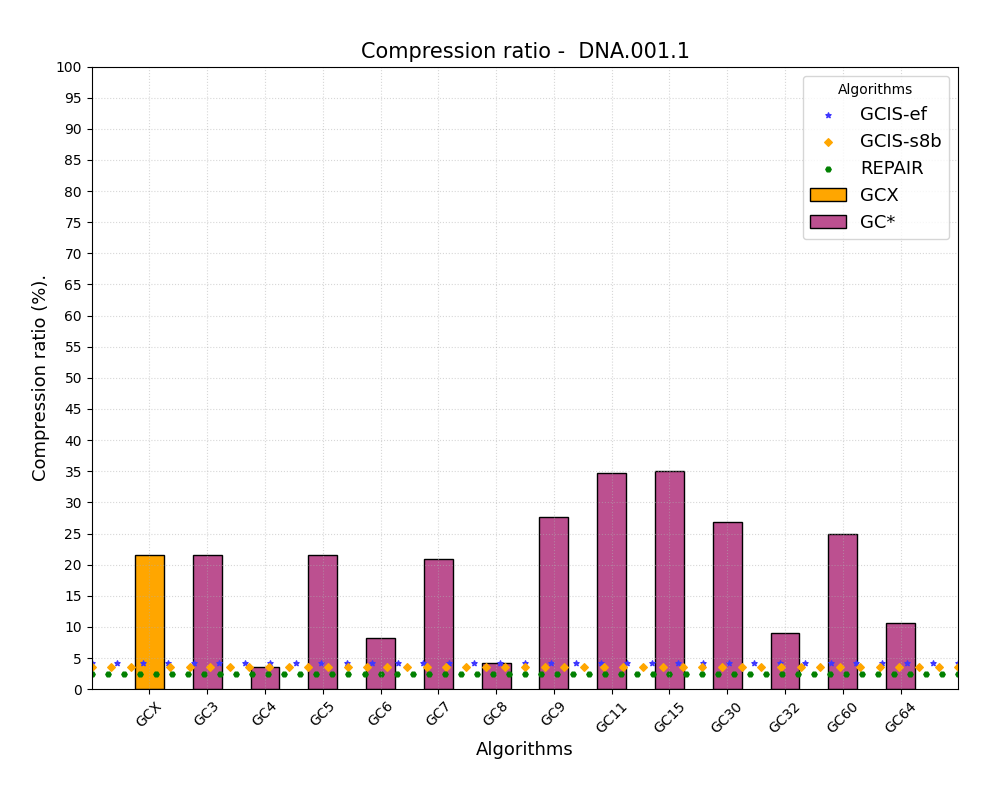 Compression ratio -  DNA.001.1
100
95
90
85
80
75
70
65
60
55
50
45
40
35
30
25
20
15
10
5
0
Compression ratio (%).
Algorithms
GCIS-ef
GCIS-s8b
REPAIR
GCX
GC*
GCX
GC3
GC4
GC5
GC6
GC7
GC8
GC9
GC11
GC15
GC30
GC32
GC60
GC64
Algorithms